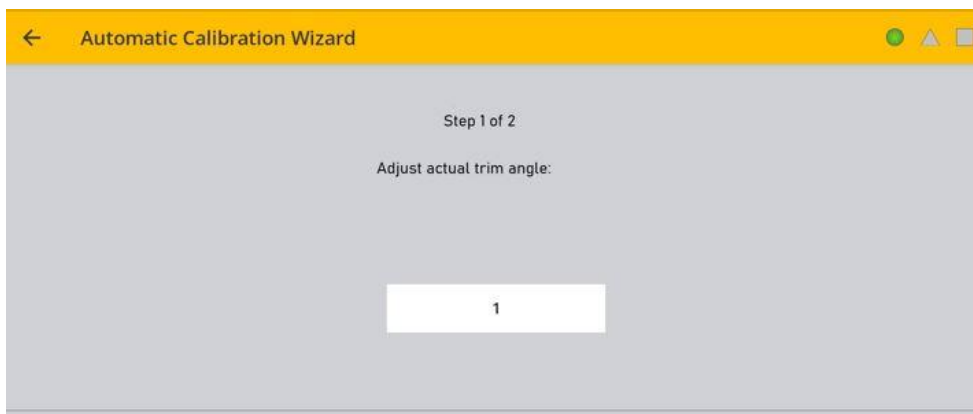 Automatic Calibration Wizard
Step 1 of 2
Adjust actual trim angle:
1